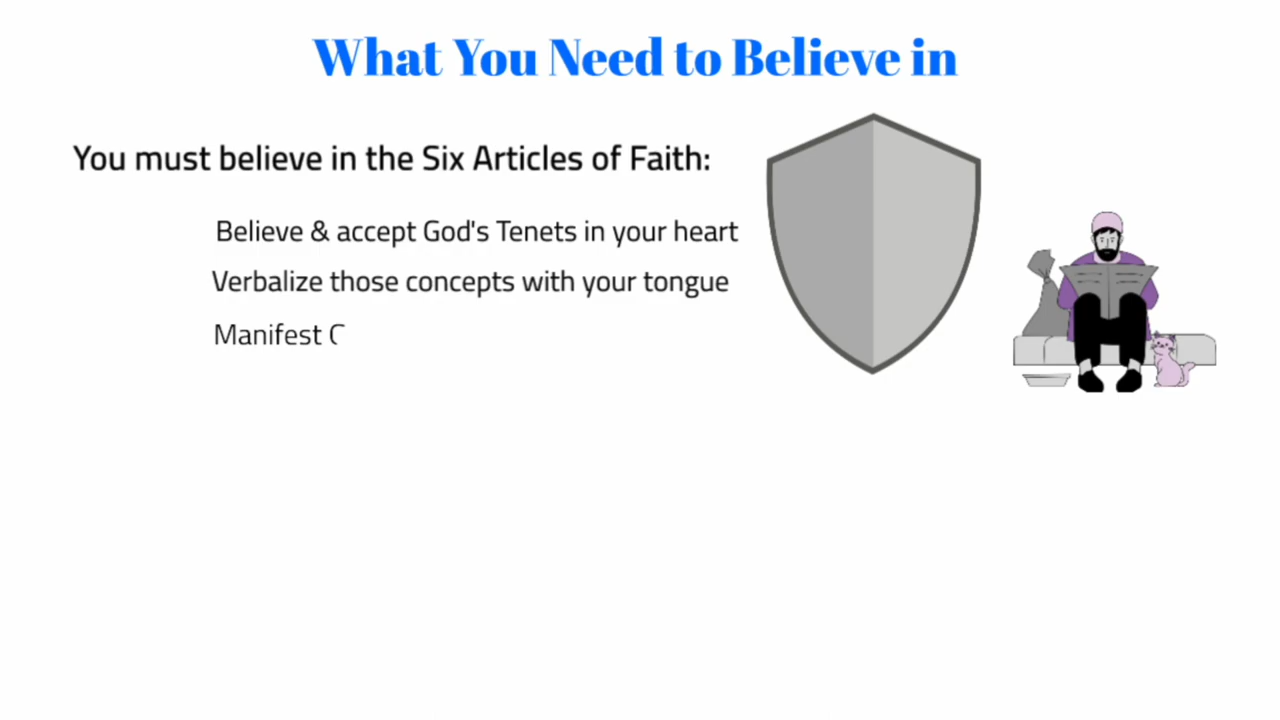 What You Need to Believe in
You must believe in the Six Articles of Faith:
Believe & accept God's Tenets in your heart
Verbalize those concepts with your tongue
Manifest